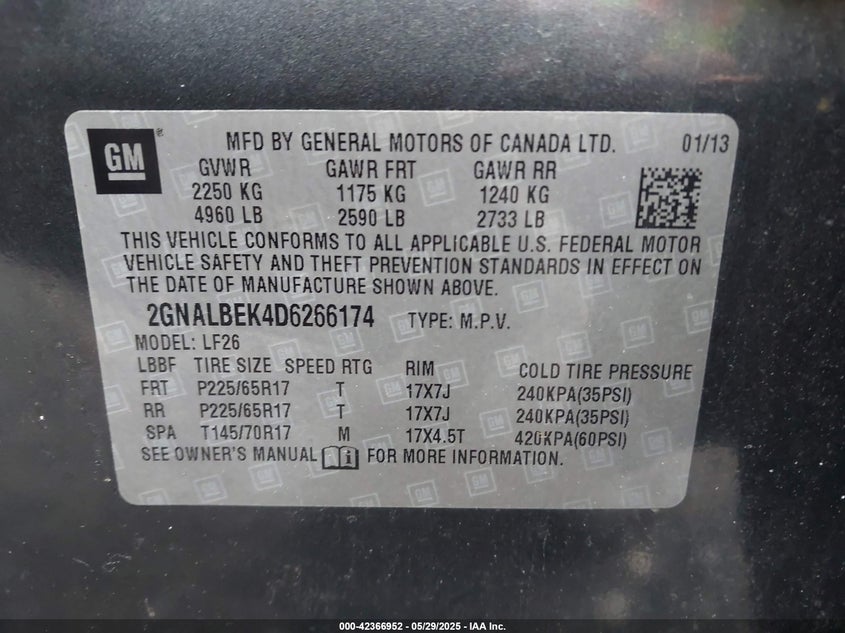 GM ® MFD BY GENERAL MOTORS OF CANADA LTD. 01/13
GVWR GAWR FRT GAWR RR
2250 KG 1175 KG 1240 KG
4960 LB 2590 LB 2733 LB
THIS VEHICLE CONFORMS TO ALL APPLICABLE U.S. FEDERAL MOTOR
VEHICLE SAFETY AND THEFT PREVENTION STANDARDS IN EFFECT ON
THE DATE OF MANUFACTURE SHOWN ABOVE.
2GNALBEK4D6266174 TYPE: M.P.V.
MODEL: LF26
LBBF TIRE SIZE SPEED RTG RIM COLD TIRE PRESSURE
FRT P225/65R17 T 17X7J 240KPA(35PSI)
RR P225/65R17 T 17X7J 240KPA(35PSI)
SPA T145/70R17 M 17X4.5T 420KPA(60PSI)
SEE OWNER'S MANUAL i FOR MORE INFORMATION.
000-42366952 - 05/29/2025 - IAA Inc.